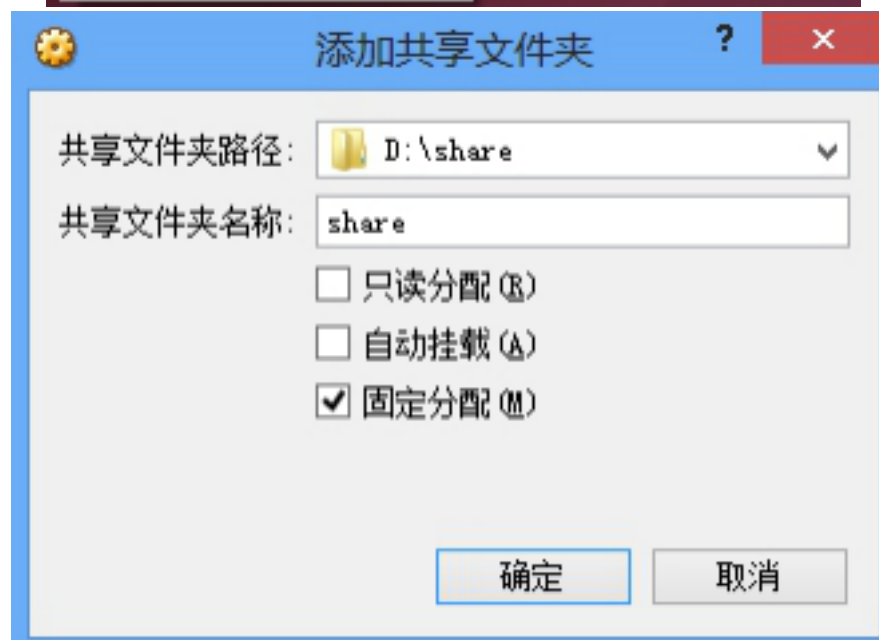 添加共享文件夹
?
共享文件夹路径: D:\share
共享文件夹名称: share
只读分配(R)
自动挂载(A)
固定分配(M)
确定 取消